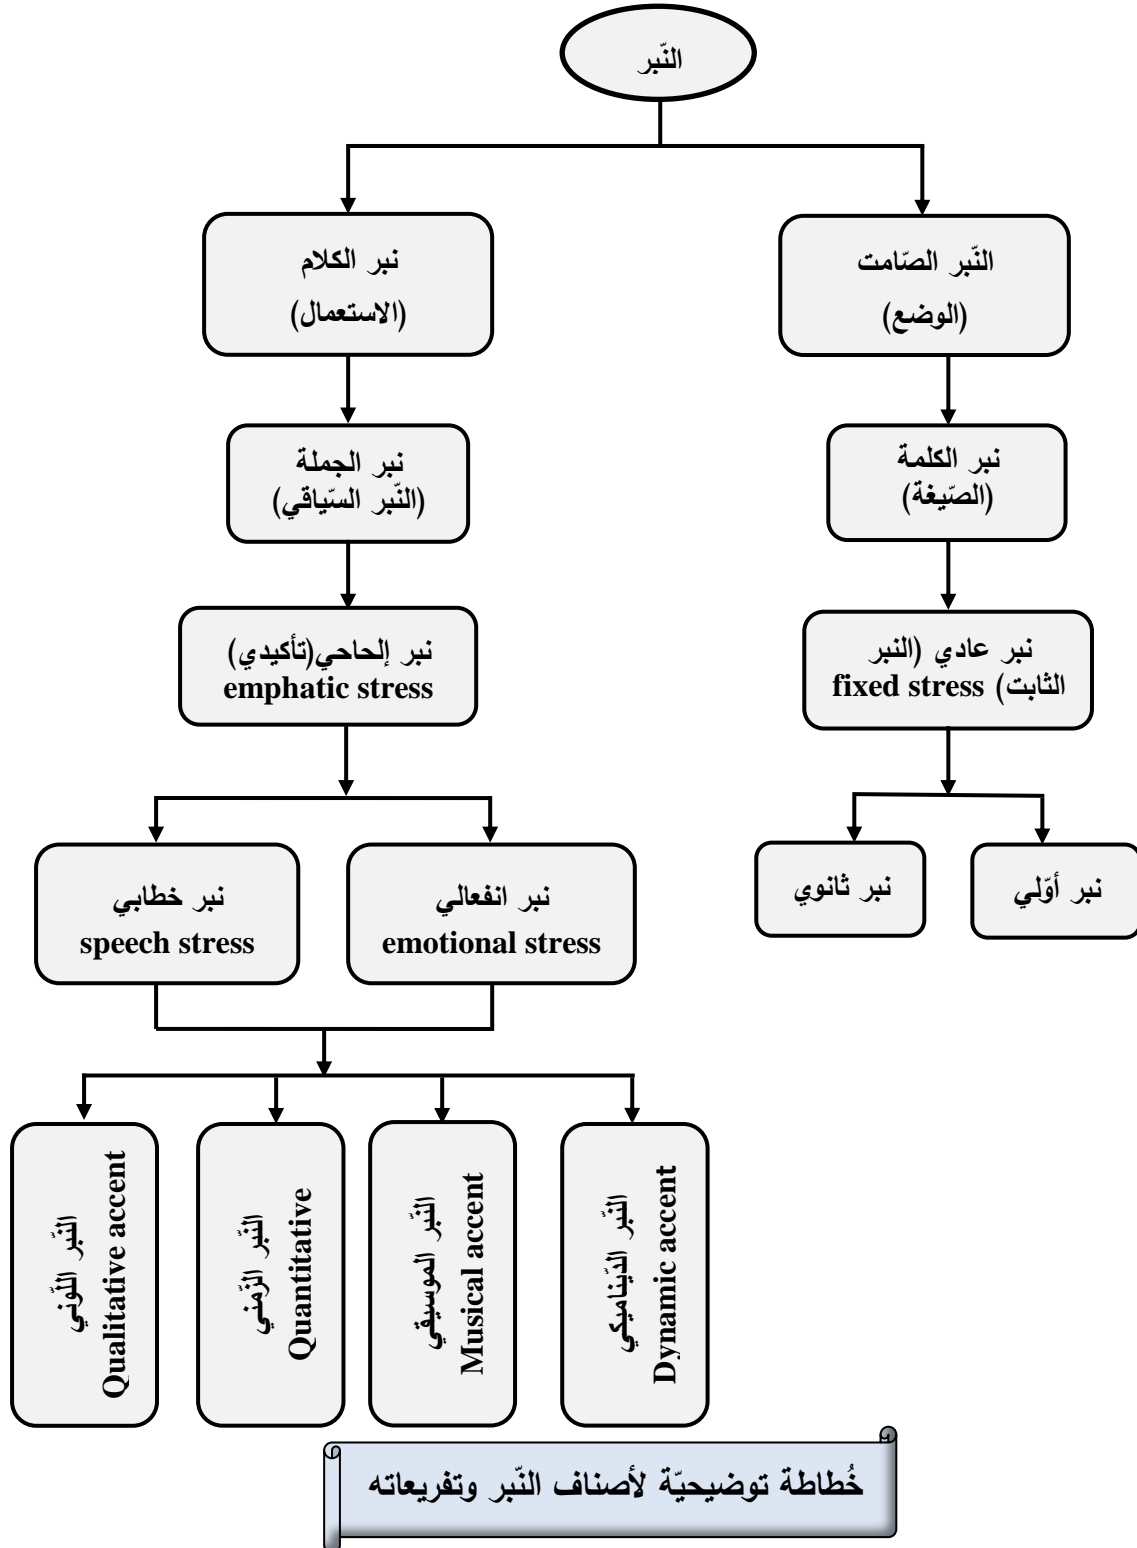 النّبر
النّبر الصّامت
(الوضع)
نبر الكلام
(الاستعمال)
نبر الكلمة
(الصّيغة)
نبر الجملة
(النّبر السّياقي)
نبر عادي (النبر
الثابت) fixed stress
نبر إلحاحي(تأكيدي)
emphatic stress
نبر أوّلي
نبر ثانوي
نبر انفعالي
emotional stress
نبر خطابي
speech stress
النّبر الدّيناميكي
Dynamic accent
النّبر الموسيقي
Musical accent
النّبر الزّمني
Quantitative
النّبر اللّوني
Qualitative accent
خُطاطة توضيحيّة لأصناف النّبر وتفريعاته